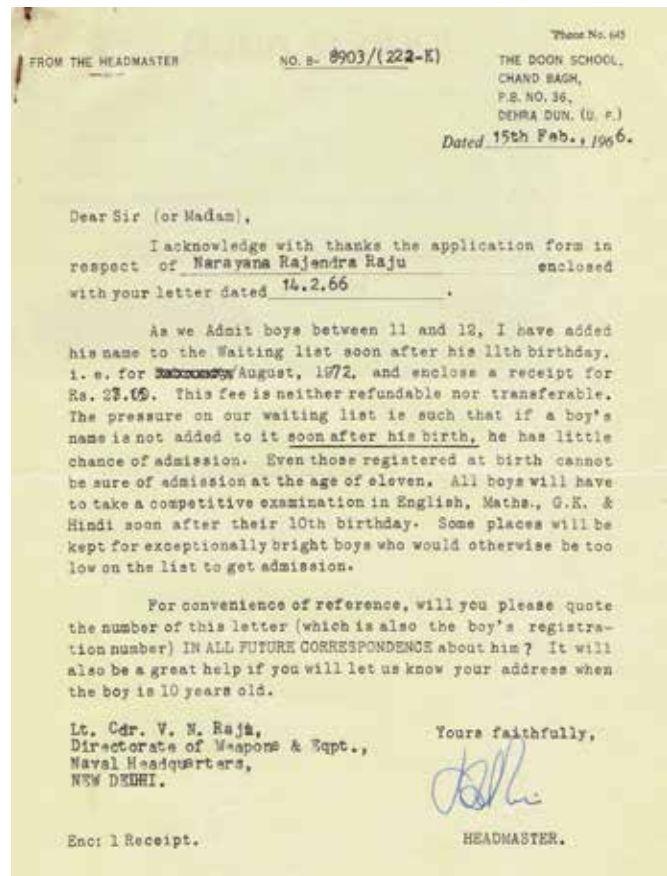 'Phone No. 645
FROM THE HEADMASTER NO. B- 8903/(222-K) THE DOON SCHOOL,
CHAND BAGH,
P.B. NO. 36,
DEHRA DUN. (U. P.)
Dated 15th Feb., 1966.
Dear Sir (or Madam),
I acknowledge with thanks the application form in
respect of Narayana Rajendra Raju enclosed
with your letter dated 14.2.66 .
As we Admit boys between 11 and 12, I have added
his name to the Waiting list soon after his 11th birthday.
i. e. for August, 1972, and enclose a receipt for
Rs. This fee is neither refundable nor transferable.
The pressure on our waiting list is such that if a boy's
name is not added to it soon after his birth, he has little
chance of admission. Even those registered at birth cannot
be sure of admission at the age of eleven. All boys will have
to take a competitive examination in English, Maths., G.K. &
Hindi soon after their 10th birthday. Some places will be
kept for exceptionally bright boys who would otherwise be too
low on the list to get admission.
For convenience of reference, will you please quote
the number of this letter (which is also the boy's registra-
tion number) IN ALL FUTURE CORRESPONDENCE about him? It will
also be a great help if you will let us know your address when
the boy is 10 years old.
Lt. Cdr. V. N. Raju, Yours faithfully,
Directorate of Weapons & Eqpt.,
Naval Headquarters,
NEW DELHI.
Enc: 1 Receipt. HEADMASTER.